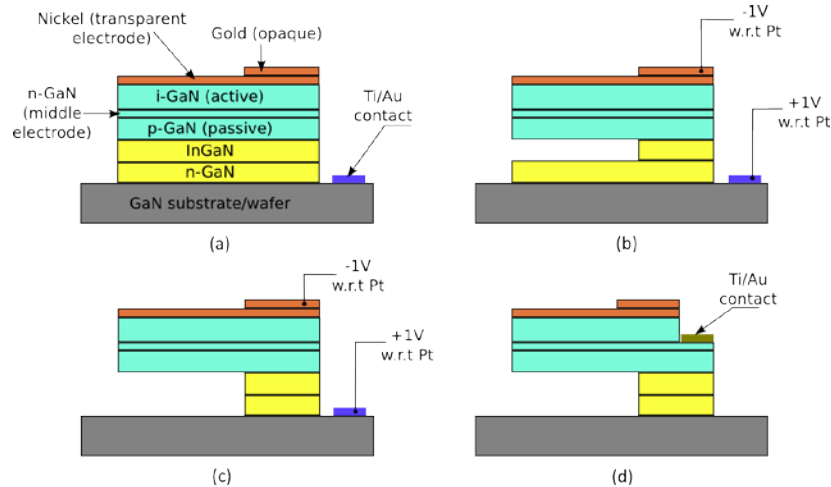 Nickel (transparent
electrode)
Gold (opaque)
n-GaN
(middle
electrode)
i-GaN (active)
p-GaN (passive)
InGaN
n-GaN
Ti/Au
contact
GaN substrate/wafer
(a)
-1V
w.r.t Pt
+1V
w.r.t Pt
(b)
-1V
w.r.t Pt
+1V
w.r.t Pt
(c)
Ti/Au
contact
(d)